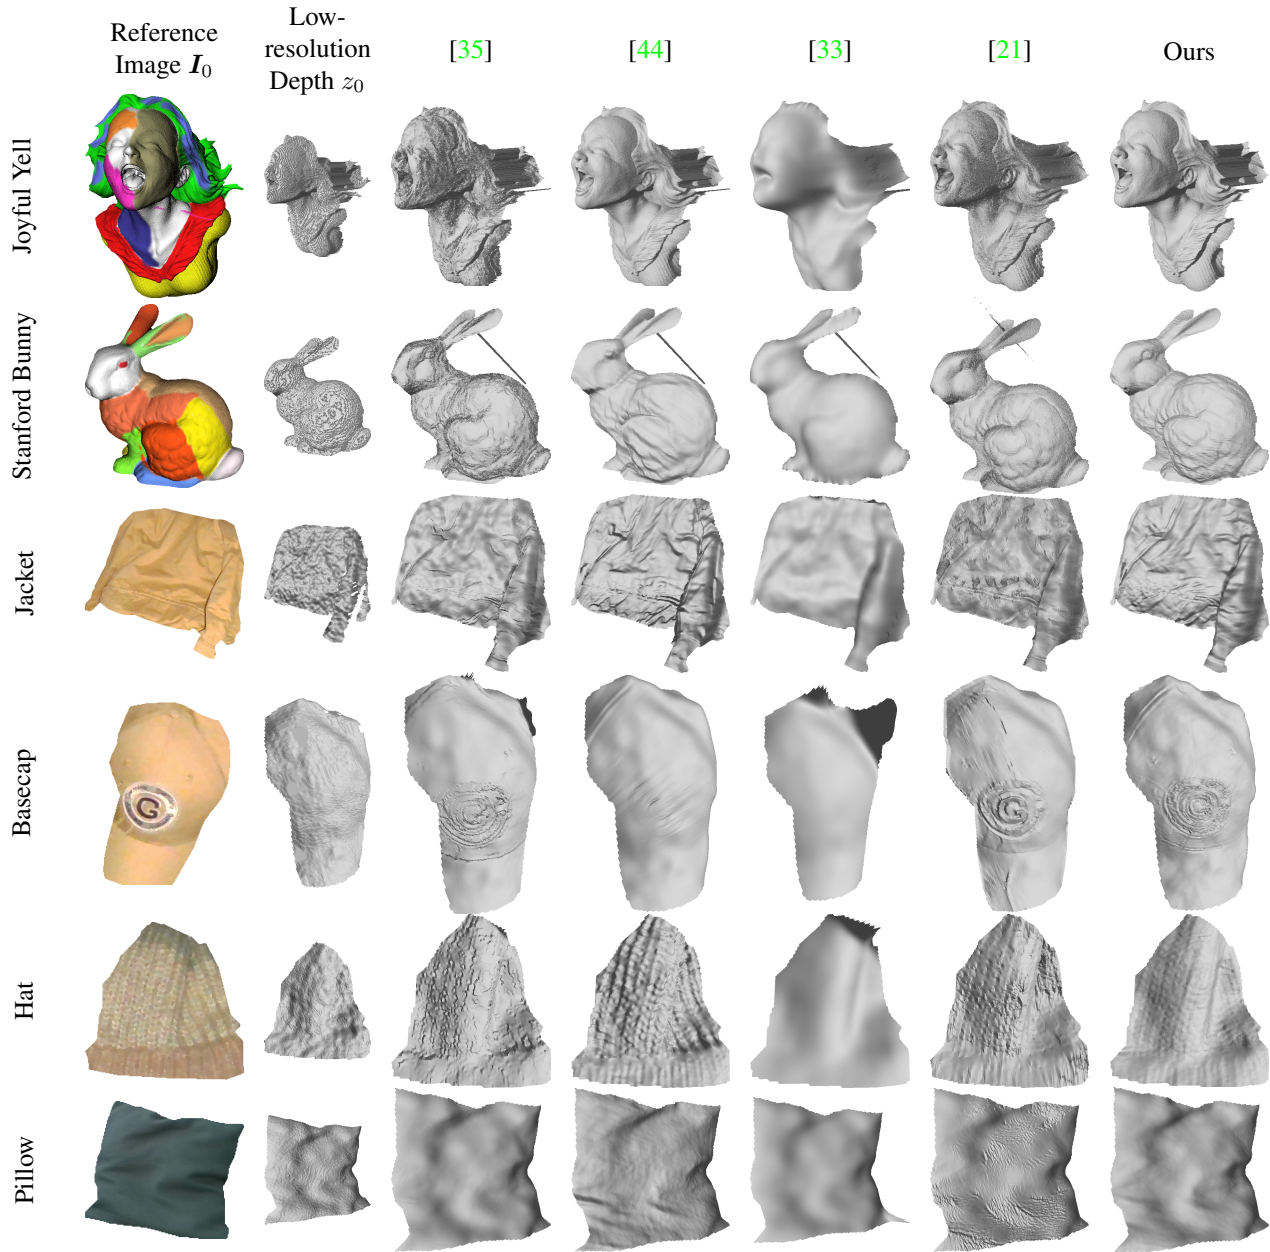 Reference
Image I₀
Low-
resolution
Depth z₀
[35]
[44]
[33]
[21]
Ours
Joyful Yell
Stanford Bunny
Jacket
Basecap
G
Hat
Pillow